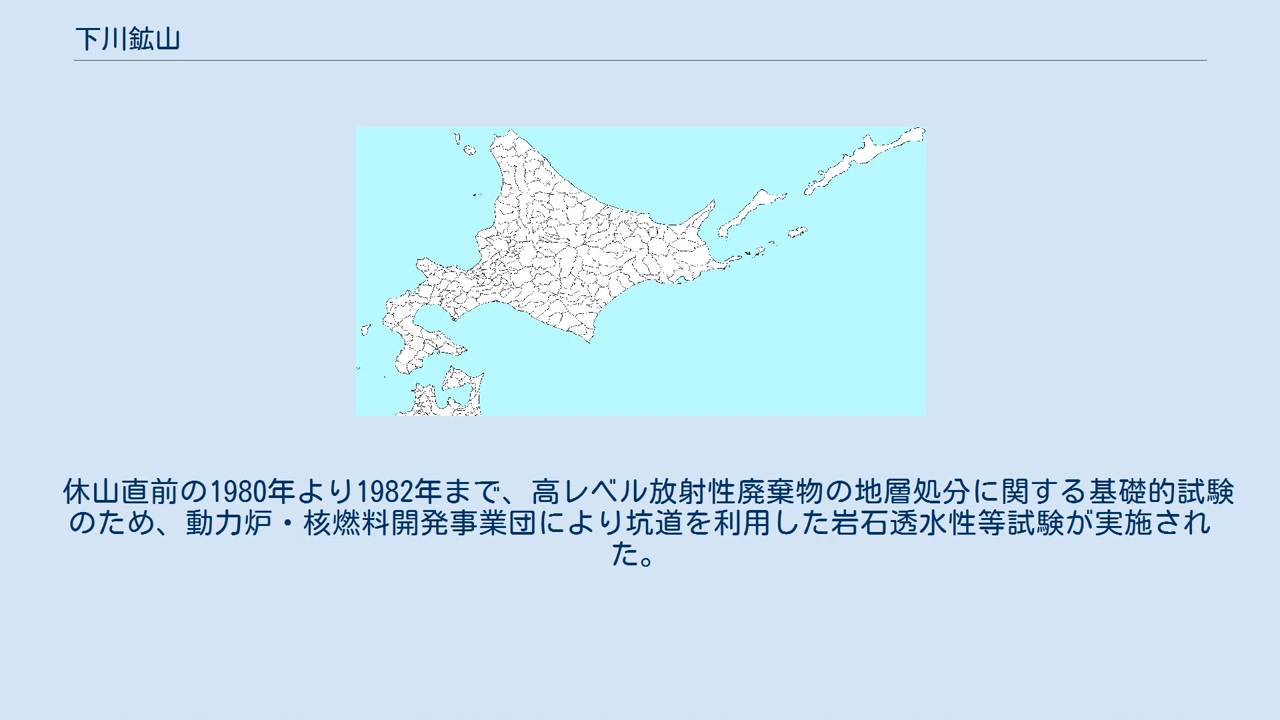 下川鉱山
休山直前の1980年より1982年まで、高レベル放射性廃棄物の地層処分に関する基礎的試験
のため、動力炉・核燃料開発事業団により坑道を利用した岩石透水性等試験が実施され
た。